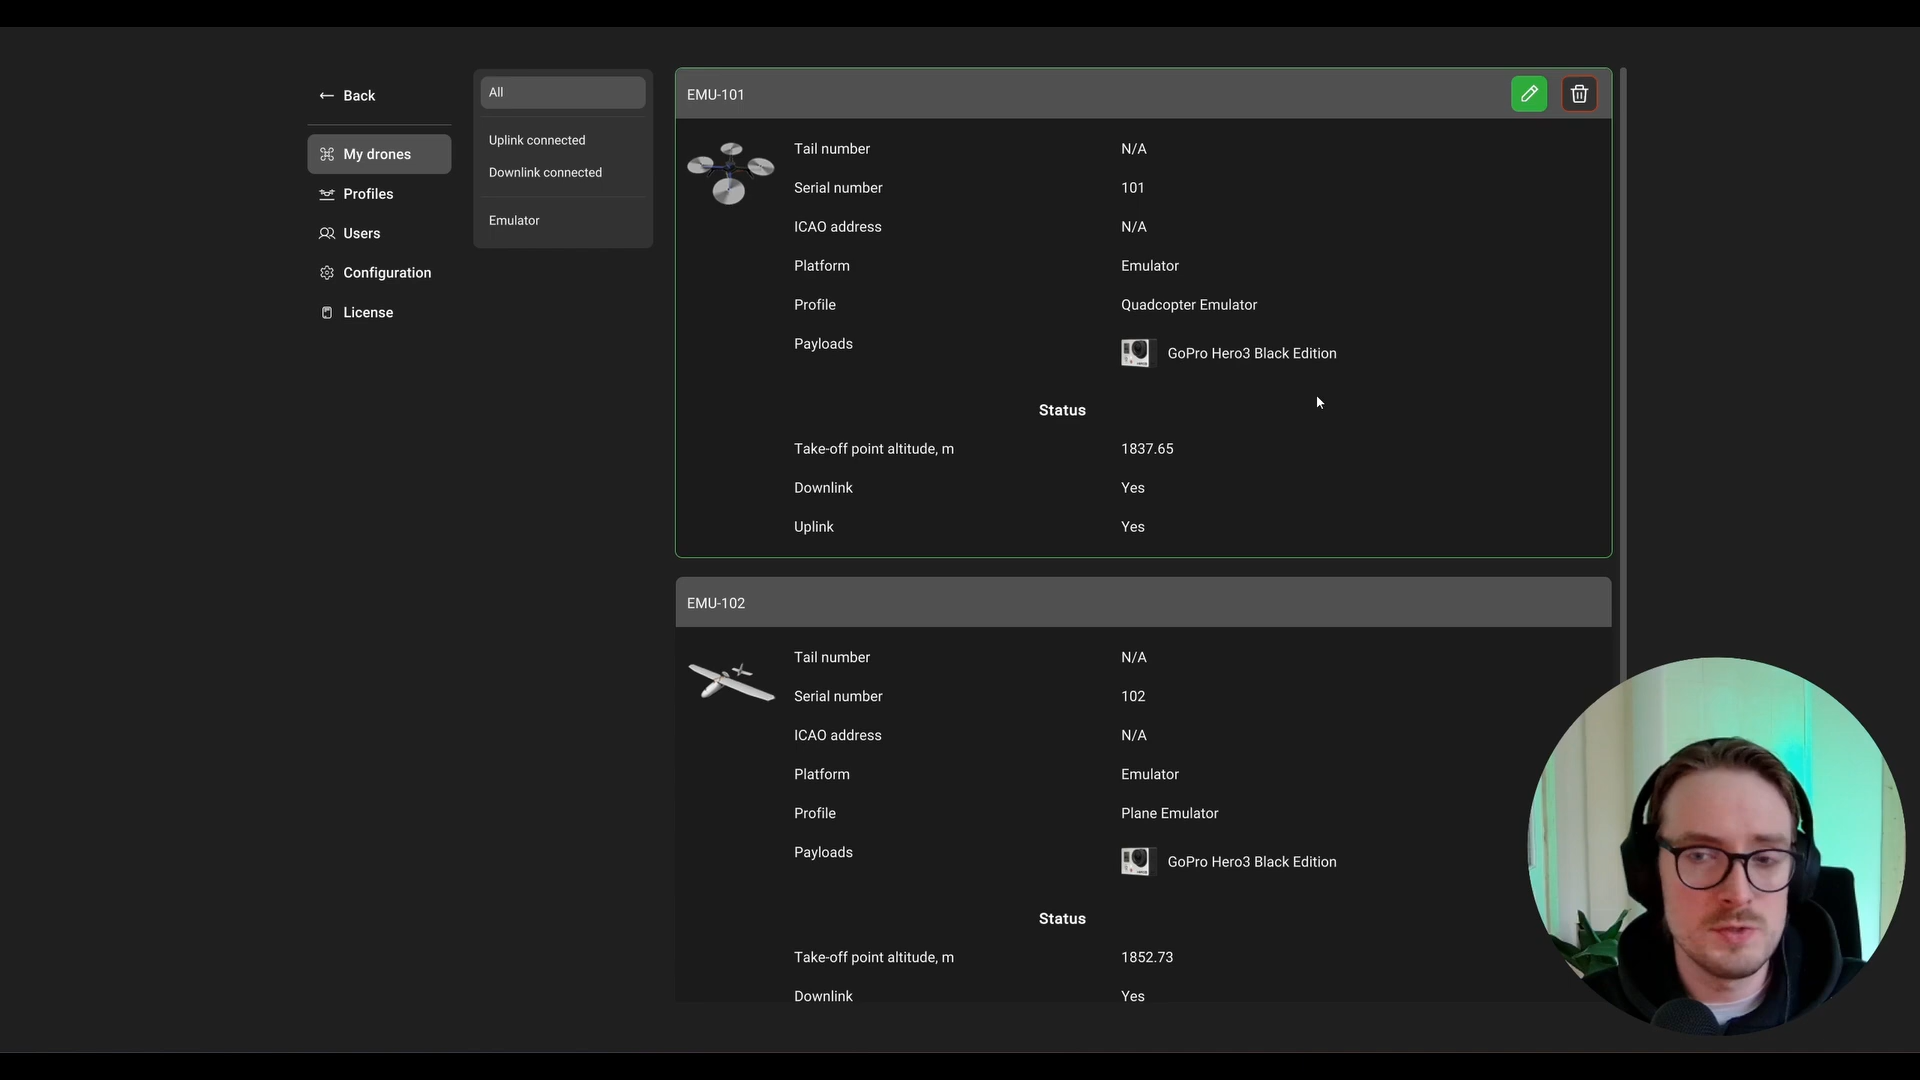 Back
My drones
Profiles
Users
Configuration
License
All
Uplink connected
Downlink connected
Emulator
EMU-101
Tail number N/A
Serial number 101
ICAO address N/A
Platform Emulator
Profile Quadcopter Emulator
Payloads GoPro Hero3 Black Edition
Status
Take-off point altitude, m 1837.65
Downlink Yes
Uplink Yes
EMU-102
Tail number N/A
Serial number 102
ICAO address N/A
Platform Emulator
Profile Plane Emulator
Payloads GoPro Hero3 Black Edition
Status
Take-off point altitude, m 1852.73
Downlink Yes